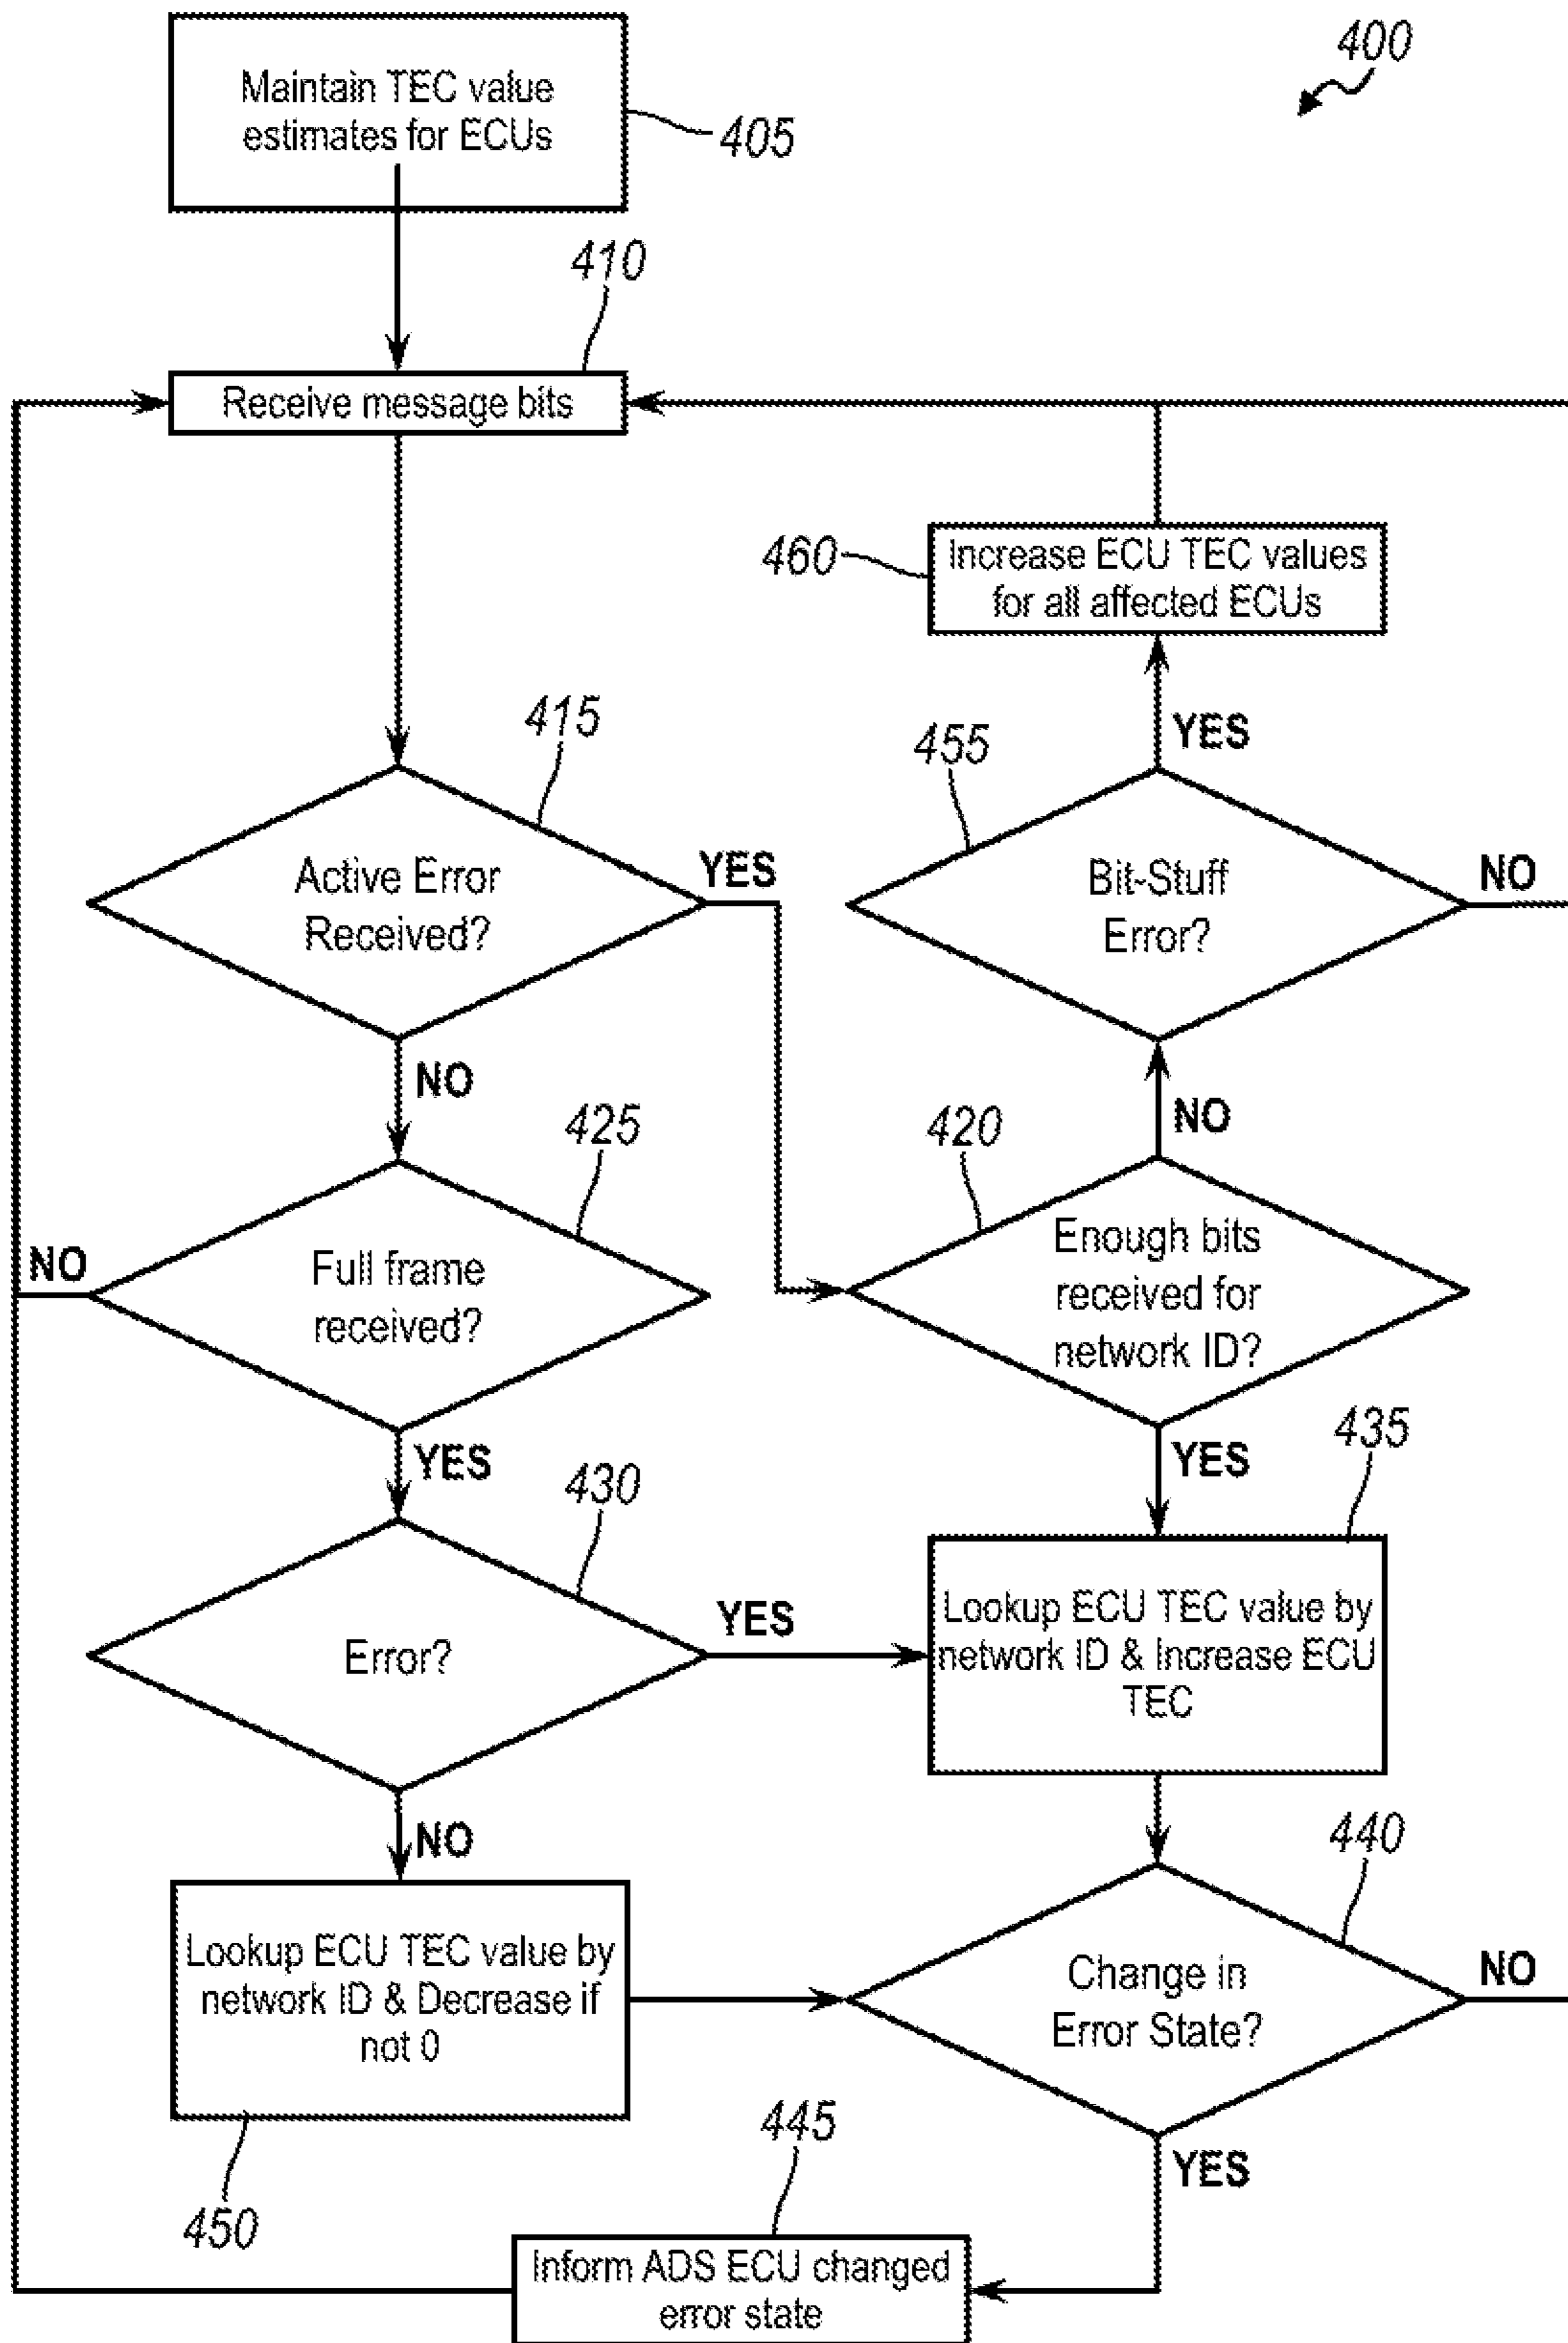 400
Maintain TEC value
estimates for ECUs
405
410
Receive message bits
460
Increase ECU TEC values
for all affected ECUs
415
455
YES
Active Error
Received?
YES
Bit-Stuff
Error?
NO
NO
425
420
NO
NO
Full frame
received?
Enough bits
received for
network ID?
YES
430
YES
435
Error?
YES
Lookup ECU TEC value by
network ID & Increase ECU
TEC
NO
440
Lookup ECU TEC value by
network ID & Decrease if
not 0
Change in
Error State?
NO
450
445
YES
Inform ADS ECU changed
error state